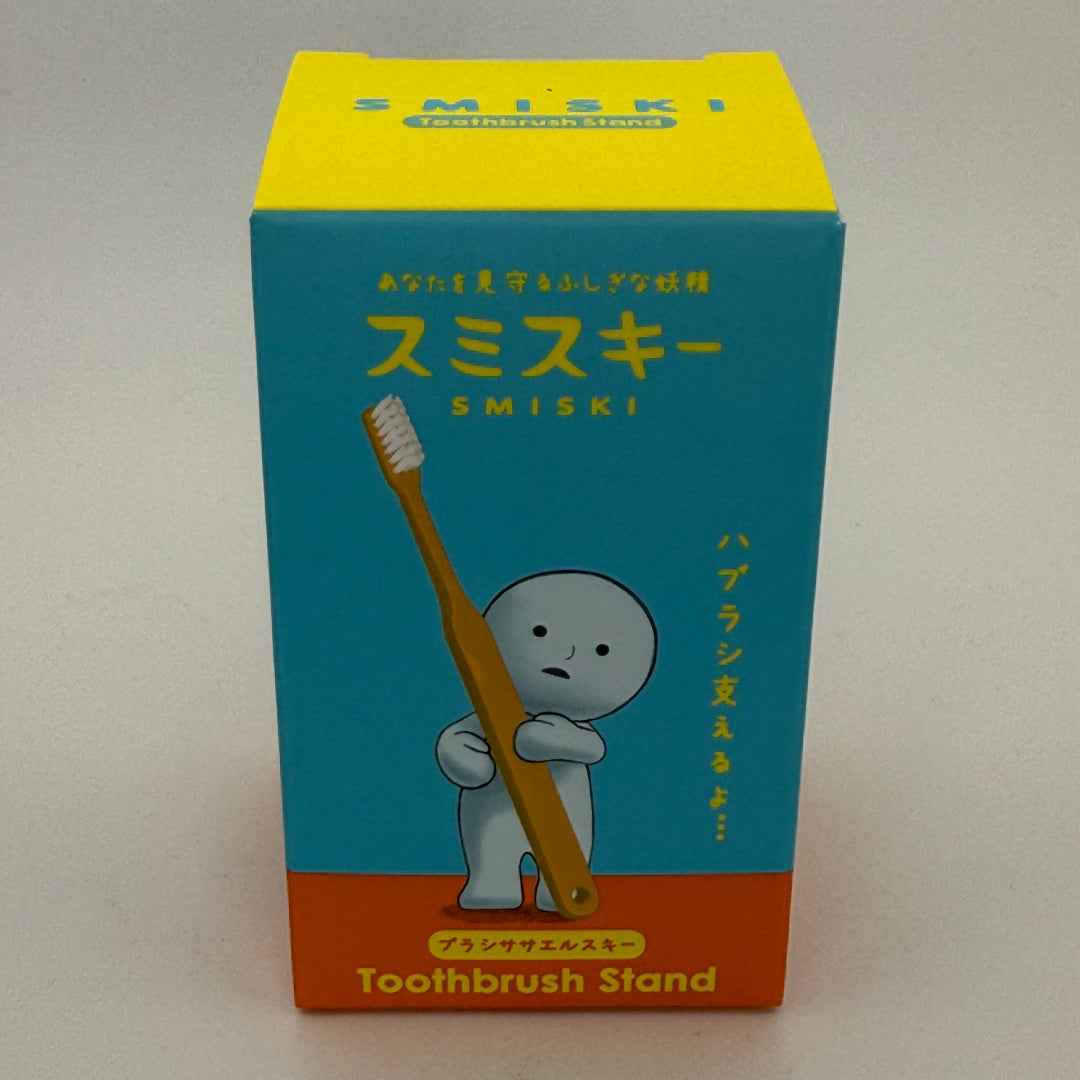 SMISKI
Toothbrush Stand
あなたを見守るふしぎな妖精
スミスキー
SMISKI
ハブラシ支えるよ…
ブラシササエルスキー
Toothbrush Stand